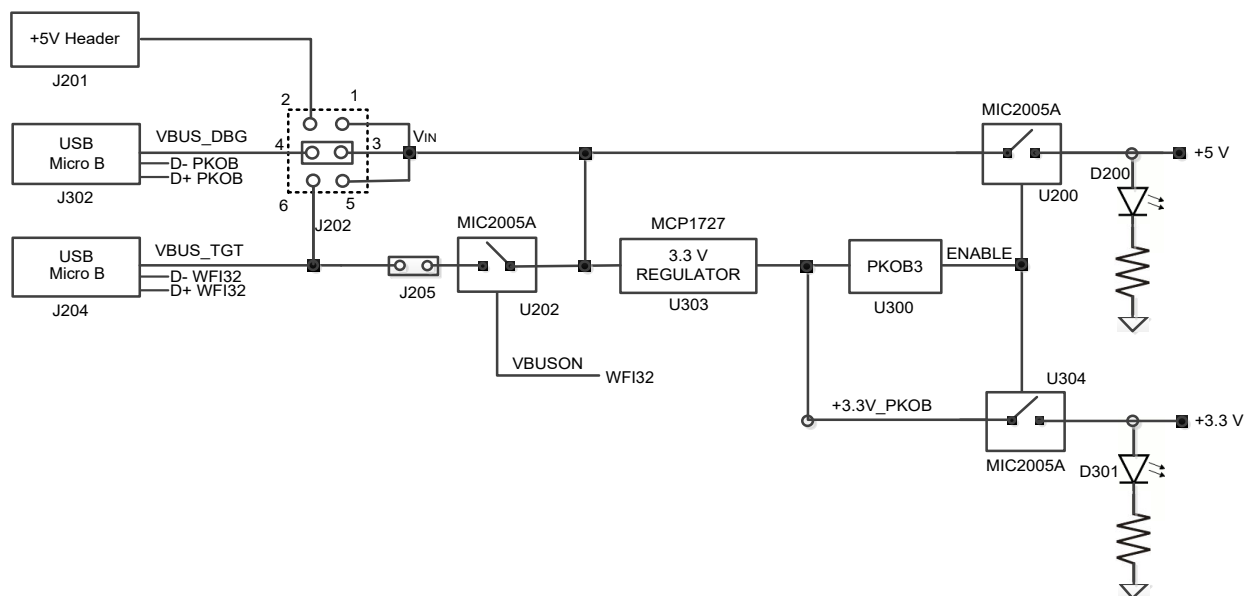 +5V Header
J201
2
1
MIC2005A
USB
Micro B
VBUS_DBG
4
3
VIN
+5 V
D- PKOB
D+ PKOB
D200
J302
6
5
U200
J202
MIC2005A
MCP1727
USB
Micro B
VBUS_TGT
3.3 V
REGULATOR
PKOB3
ENABLE
D- WFI32
D+ WFI32
J205
J204
U202
U303
U300
VBUSON
WFI32
U304
+3.3V_PKOB
+3.3 V
MIC2005A
D301